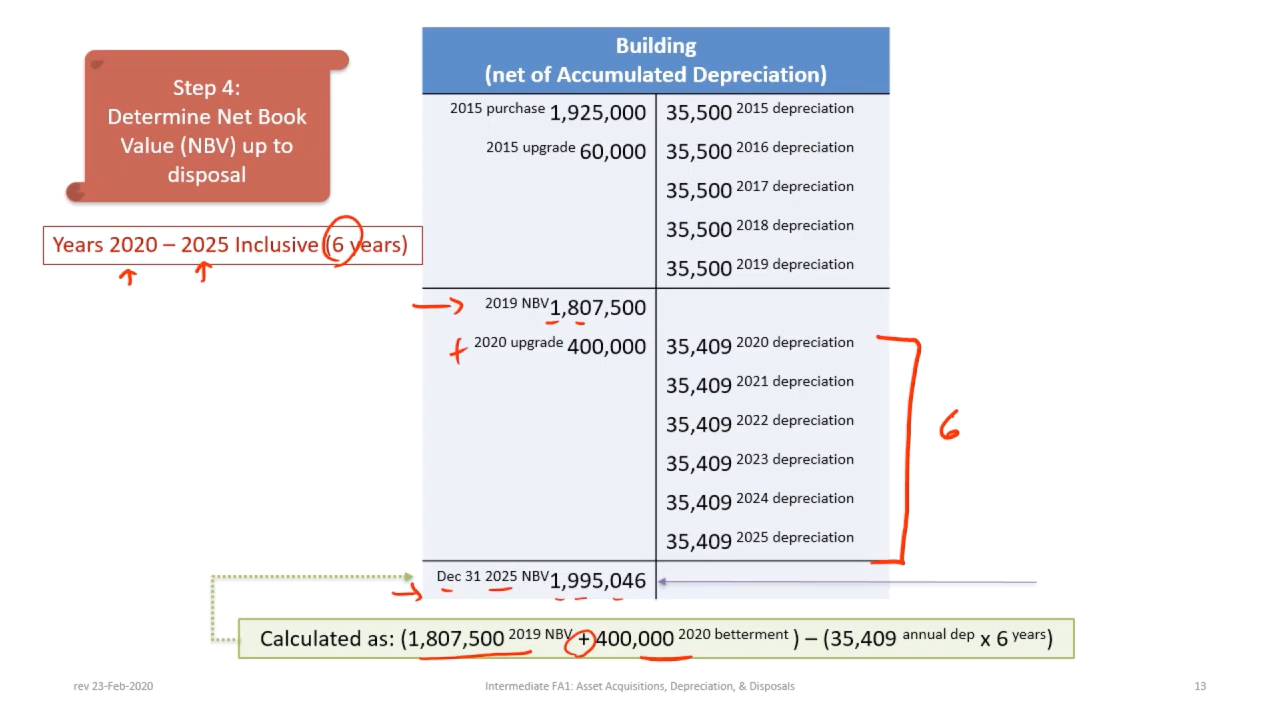 Step 4:
Determine Net Book
Value (NBV) up to
disposal
Years 2020 – 2025 Inclusive (6 years)
Building
(net of Accumulated Depreciation)
2015 purchase 1,925,000 35,500 2015 depreciation
2015 upgrade 60,000 35,500 2016 depreciation
35,500 2017 depreciation
35,500 2018 depreciation
35,500 2019 depreciation
2019 NBV 1,807,500
+ 2020 upgrade 400,000 35,409 2020 depreciation
35,409 2021 depreciation
35,409 2022 depreciation
35,409 2023 depreciation
35,409 2024 depreciation
35,409 2025 depreciation
6
Dec 31 2025 NBV 1,995,046
Calculated as: (1,807,500 2019 NBV + 400,000 2020 betterment ) – (35,409 annual dep x 6 years)
rev 23-Feb-2020
Intermediate FA1: Asset Acquisitions, Depreciation, & Disposals
13